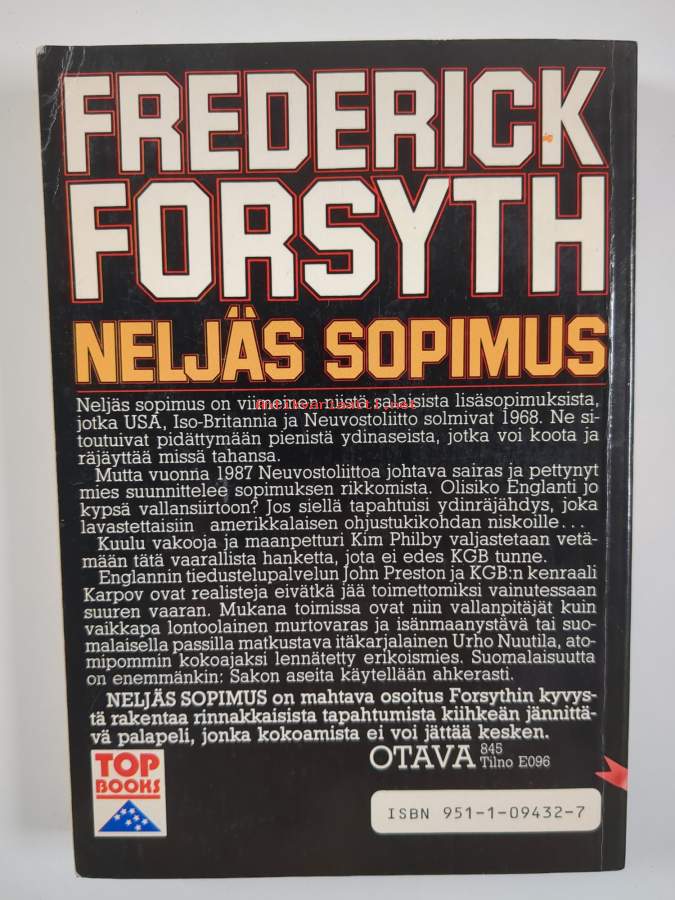 FREDERICK
FORSYTH
NELJÄS SOPIMUS
Neljäs sopimus on viimeinen niistä salaisista lisäsopimuksista,
jotka USA, Iso-Britannia ja Neuvostoliitto solmivat 1968. Ne si-
toutuivat pidättymään pienistä ydinaseista, jotka voi koota ja
räjäyttää missä tahansa.
Mutta vuonna 1987 Neuvostoliittoa johtava sairas ja pettynyt
mies suunnittelee sopimuksen rikkomista. Olisiko Englanti jo
kypsä vallansiirtoon? Jos siellä tapahtuisi ydinräjähdys, joka
lavastettaisiin amerikkalaisen ohjustukikohdan niskoille...
Kuulu vakooja ja maanpetturi Kim Philby valjastetaan vetä-
mään tätä vaarallista hanketta, jota ei edes KGB tunne.
Englannin tiedustelupalvelun John Preston ja KGB:n kenraali
Karpov ovat realisteja eivätkä jää toimettomiksi vainutessaan
suuren vaaran. Mukana toimissa ovat niin vallanpitäjät kuin
vaikkapa lontoolainen murtovaras ja isänmaanystävä tai suo-
malaisella passilla matkustava itäkarjalainen Urho Nuutila, ato-
mipommin kokoajaksi lennätetty erikoismies. Suomalaisuutta
on enemmänkin: Sakon aseita käytellään ahkerasti.
NELJÄS SOPIMUS on mahtava osoitus Forsythin kyvys-
tä rakentaa rinnakkaisista tapahtumista kiihkeän jännittä-
vä palapeli, jonka kokoamista ei voi jättää kesken.
OTAVA 845
Tilno E096
TOP
BOOKS
ISBN 951-1-09432-7